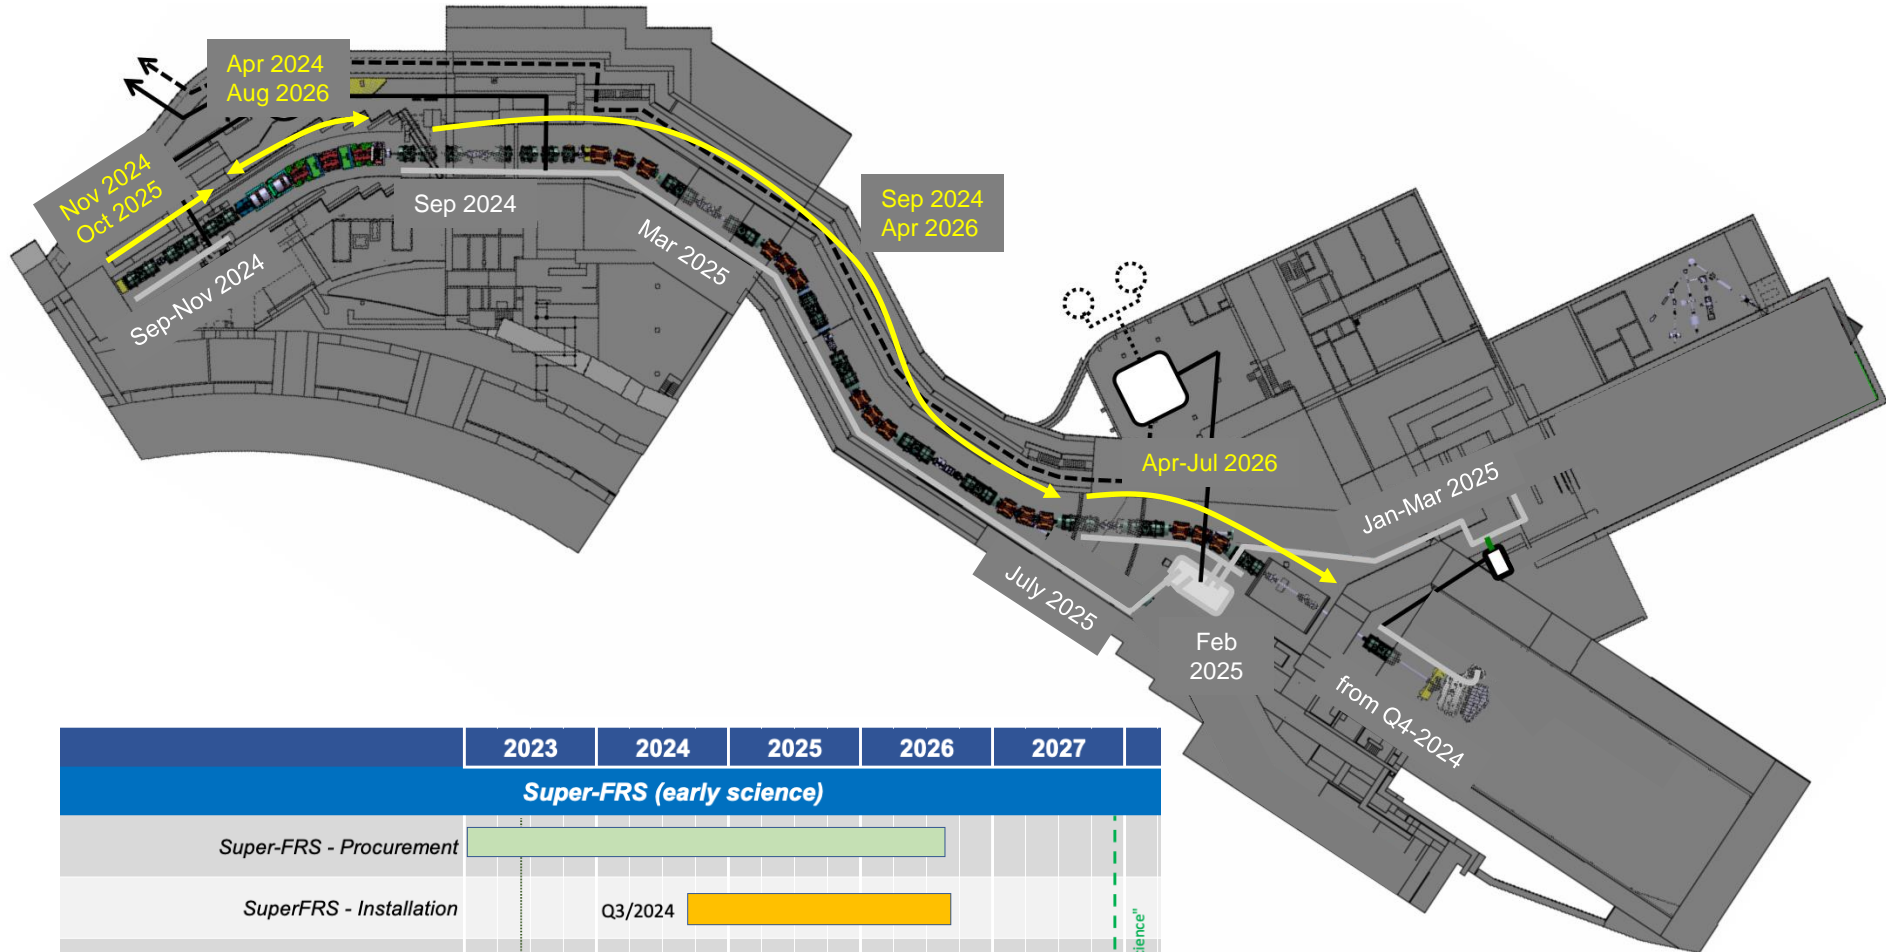 Apr 2024
Aug 2026
Nov 2024
Oct 2025
Sep 2024
Sep-Nov 2024
Mar 2025
Sep 2024
Apr 2026
Apr-Jul 2026
Jan-Mar 2025
July 2025
Feb
2025
from Q4-2024
2023 2024 2025 2026 2027
Super-FRS (early science)
Super-FRS - Procurement
SuperFRS - Installation Q3/2024